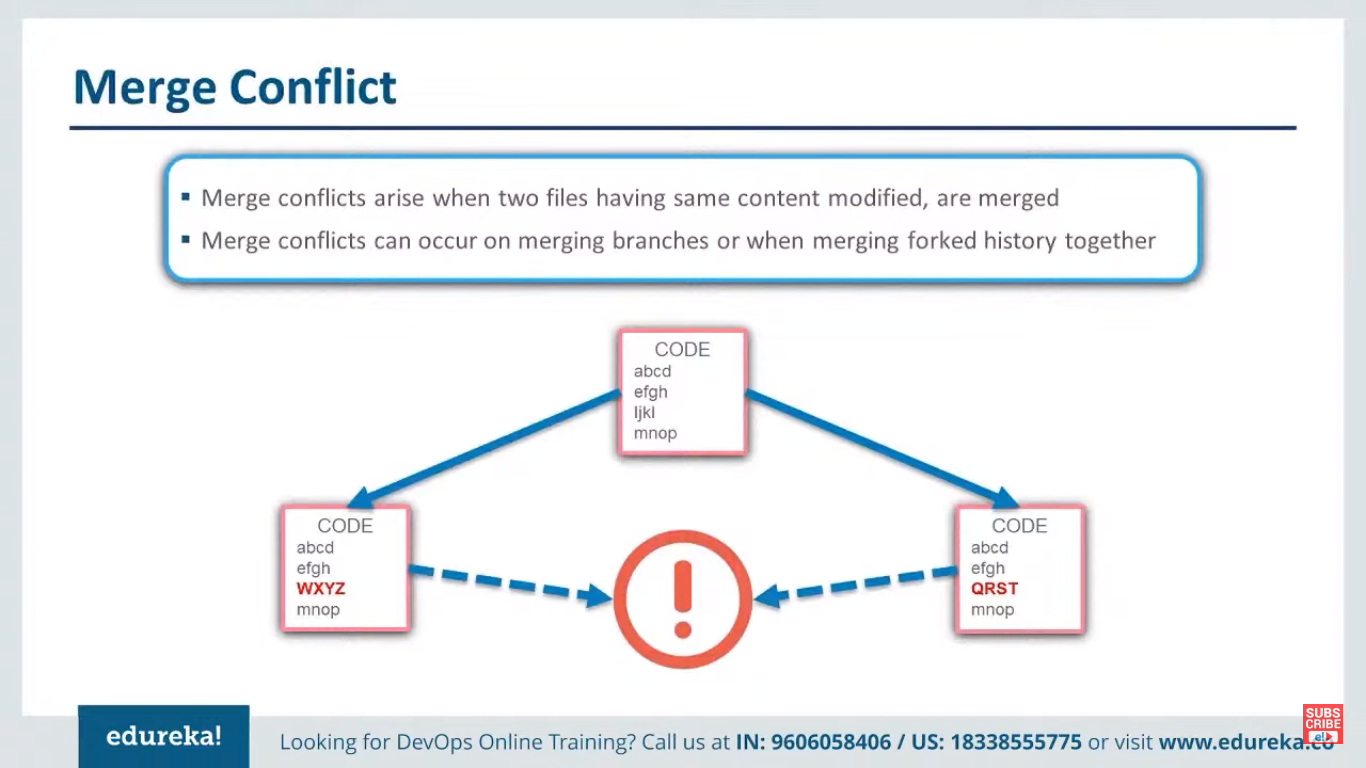 Merge Conflict
▪ Merge conflicts arise when two files having same content modified, are merged
▪ Merge conflicts can occur on merging branches or when merging forked history together
CODE
abcd
efgh
ljkl
mnop
CODE
abcd
efgh
WXYZ
mnop
CODE
abcd
efgh
QRST
mnop
edureka!
Looking for DevOps Online Training? Call us at IN: 9606058406 / US: 18338555775 or visit www.edureka.co
SUBS
CRIBE
e!